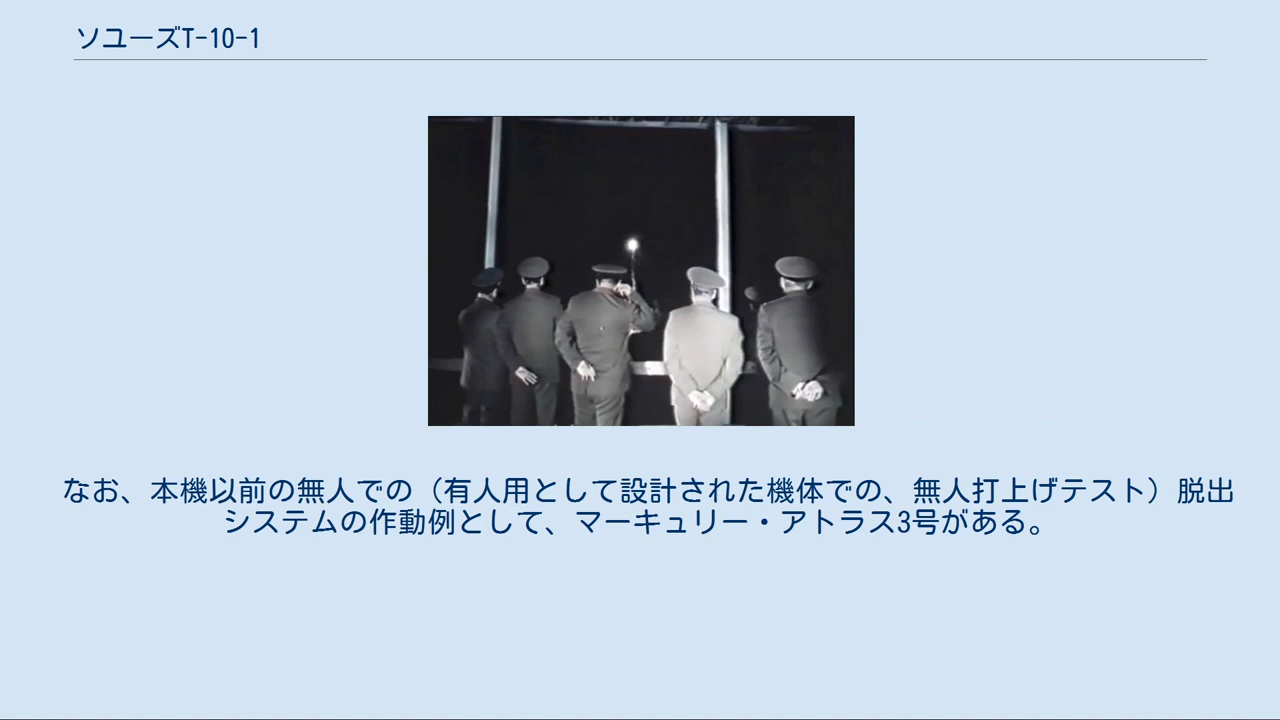 ソユーズT-10-1
なお、本機以前の無人での（有人用として設計された機体での、無人打上げテスト）脱出
システムの作動例として、マーキュリー・アトラス3号がある。